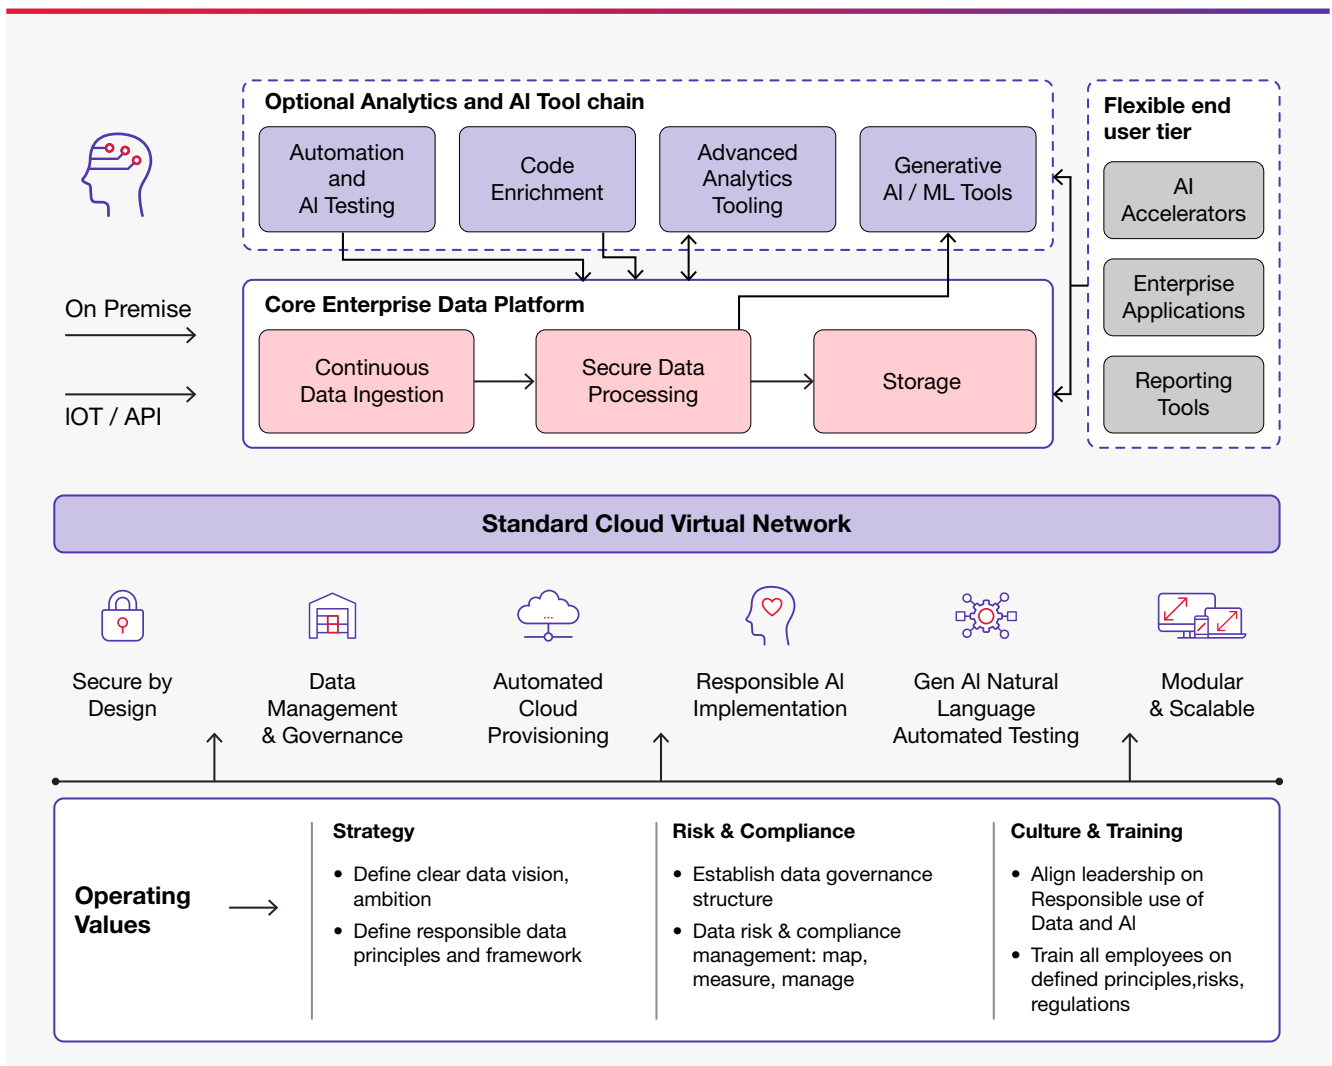 Optional Analytics and AI Tool chain
Automation
and
AI Testing
Code
Enrichment
Advanced
Analytics
Tooling
Generative
AI / ML Tools
Flexible end
user tier
AI
Accelerators
Enterprise
Applications
Reporting
Tools
On Premise
IOT / API
Core Enterprise Data Platform
Continuous
Data Ingestion
Secure Data
Processing
Storage
Standard Cloud Virtual Network
Secure by
Design
Data
Management
& Governance
Automated
Cloud
Provisioning
Responsible AI
Implementation
Gen AI Natural
Language
Automated Testing
Modular
& Scalable
Operating
Values
Strategy
• Define clear data vision,
ambition
• Define responsible data
principles and framework
Risk & Compliance
• Establish data governance
structure
• Data risk & compliance
management: map,
measure, manage
Culture & Training
• Align leadership on
Responsible use of
Data and AI
• Train all employees on
defined principles,risks,
regulations